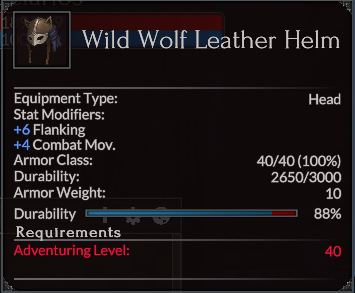 Wild Wolf Leather Helm
Equipment Type: Head
Stat Modifiers:
+6 Flanking
+4 Combat Mov.
Armor Class: 40/40 (100%)
Durability: 2650/3000
Armor Weight: 10
Durability 88%
Requirements
Adventuring Level: 40